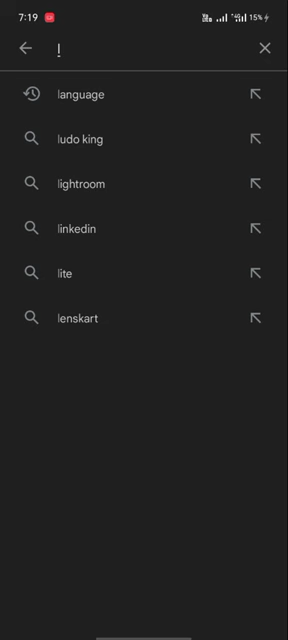 7:19
15%
l
language
ludo king
lightroom
linkedin
lite
lenskart